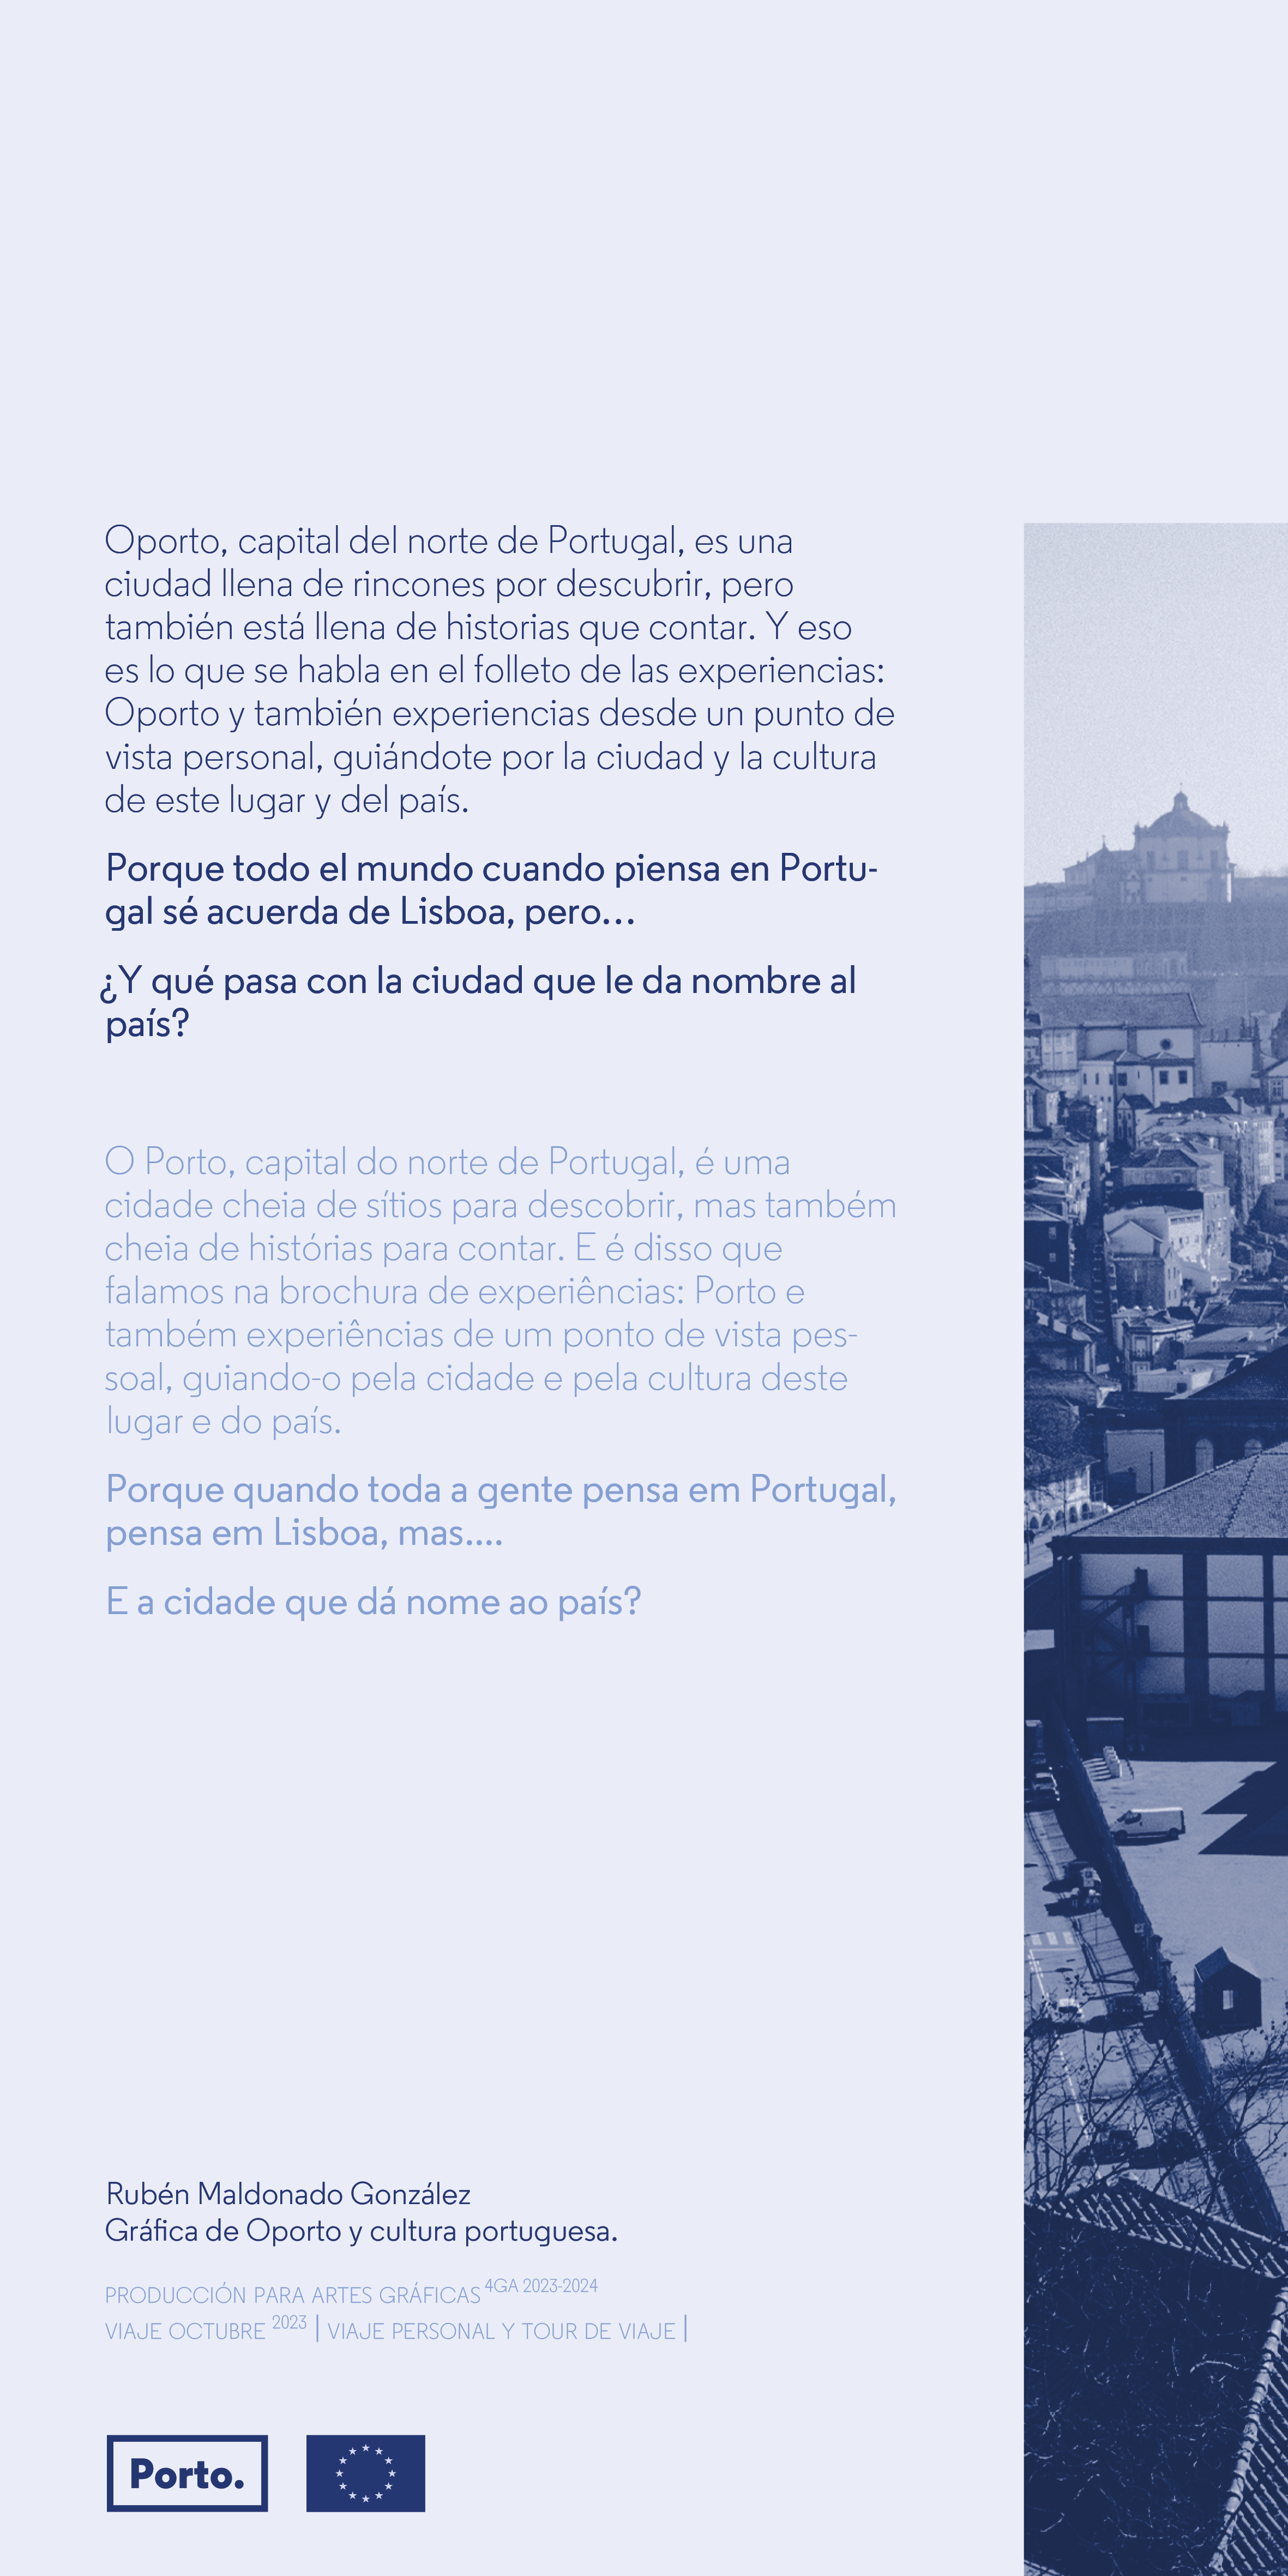 Oporto, capital del norte de Portugal, es una
ciudad llena de rincones por descubrir, pero
también está llena de historias que contar. Y eso
es lo que se habla en el folleto de las experiencias:
Oporto y también experiencias desde un punto de
vista personal, guiándote por la ciudad y la cultura
de este lugar y del país.
Porque todo el mundo cuando piensa en Portu-
gal sé acuerda de Lisboa, pero...
¿Y qué pasa con la ciudad que le da nombre al
país?
O Porto, capital do norte de Portugal, é uma
cidade cheia de sítios para descobrir, mas também
cheia de histórias para contar. E é disso que
falamos na brochura de experiências: Porto e
também experiências de um ponto de vista pes-
soal, guiando-o pela cidade e pela cultura deste
lugar e do país.
Porque quando toda a gente pensa em Portugal,
pensa em Lisboa, mas....
E a cidade que dá nome ao país?
Rubén Maldonado González
Gráfica de Oporto y cultura portuguesa.
PRODUCCIÓN PARA ARTES GRÁFICAS 4GA 2023-2024
VIAJE OCTUBRE 2023 | VIAJE PERSONAL Y TOUR DE VIAJE |
Porto.